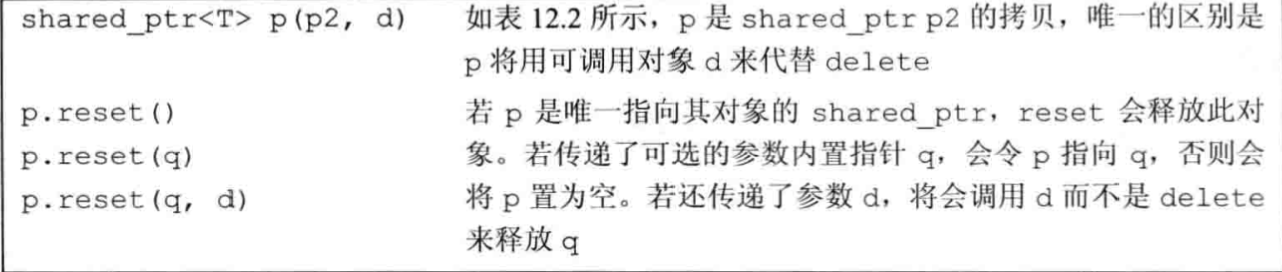 shared_ptr<T> p(p2, d) 如表 12.2 所示，p 是 shared_ptr p2 的拷贝，唯一的区别是
p 将用可调用对象 d 来代替 delete
p.reset() 若 p 是唯一指向其对象的 shared_ptr，reset 会释放此对
p.reset(q) 象。若传递了可选的参数内置指针 q，会令 p 指向 q，否则会
p.reset(q, d) 将 p 置为空。若还传递了参数 d，将会调用 d 而不是 delete
来释放 q